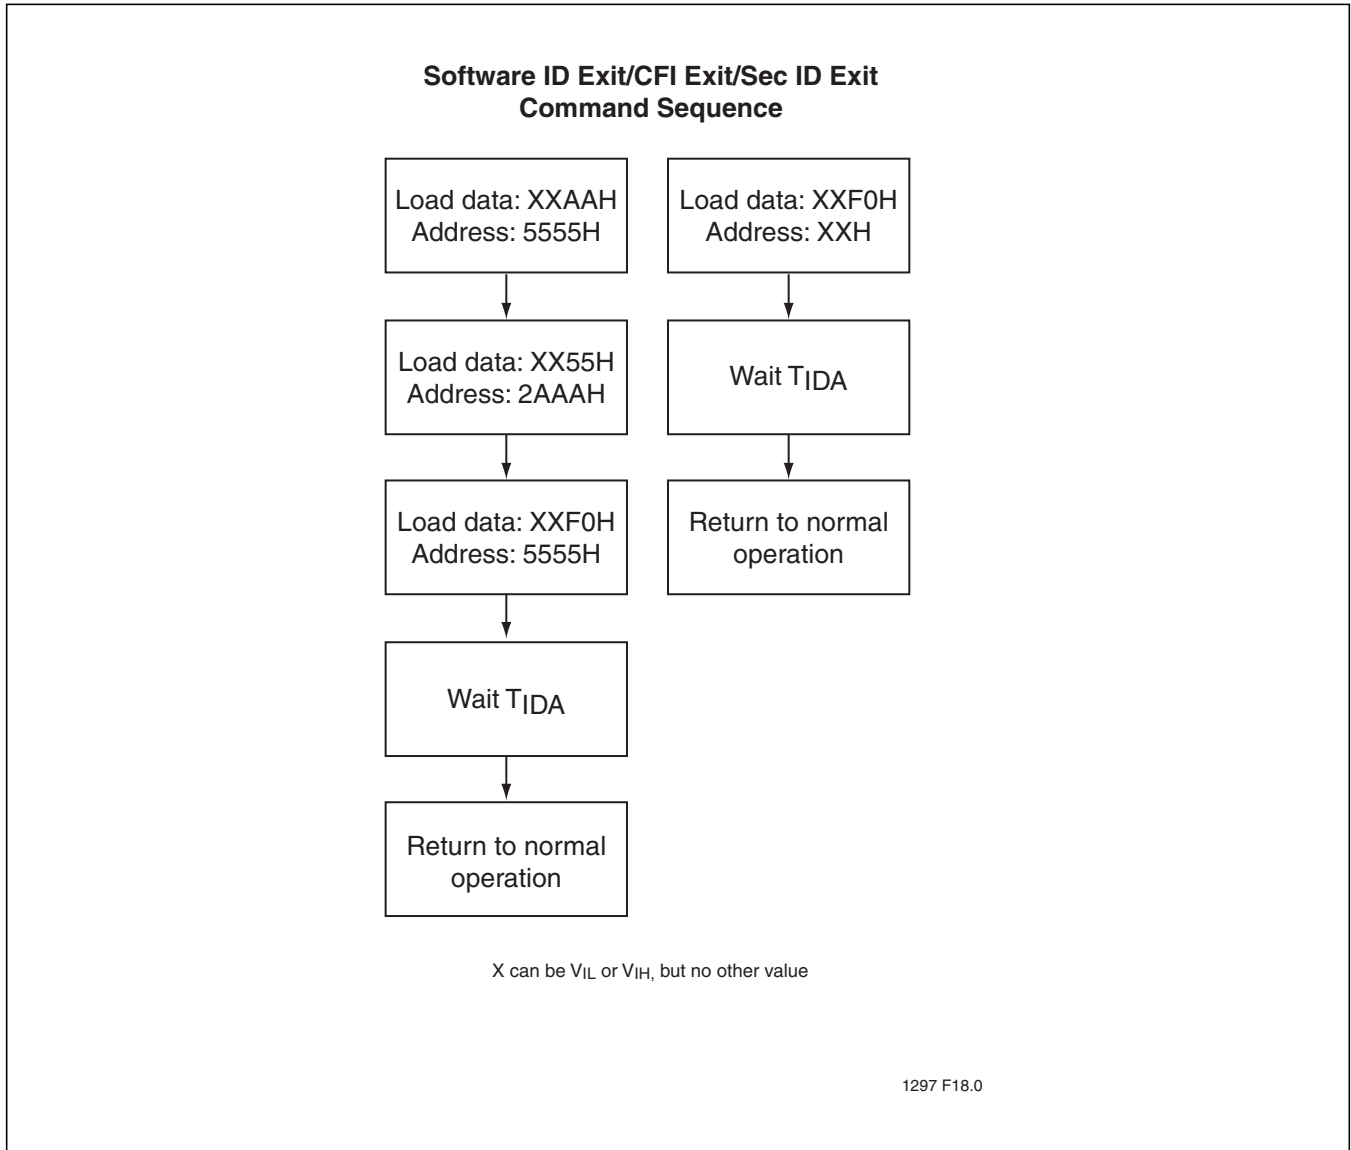 Software ID Exit/CFI Exit/Sec ID Exit
Command Sequence
Load data: XXAAH
Address: 5555H
Load data: XX55H
Address: 2AAAH
Load data: XXF0H
Address: 5555H
Wait TIDA
Return to normal
operation
Load data: XXF0H
Address: XXH
Wait TIDA
Return to normal
operation
X can be VIL or VIH, but no other value
1297 F18.0